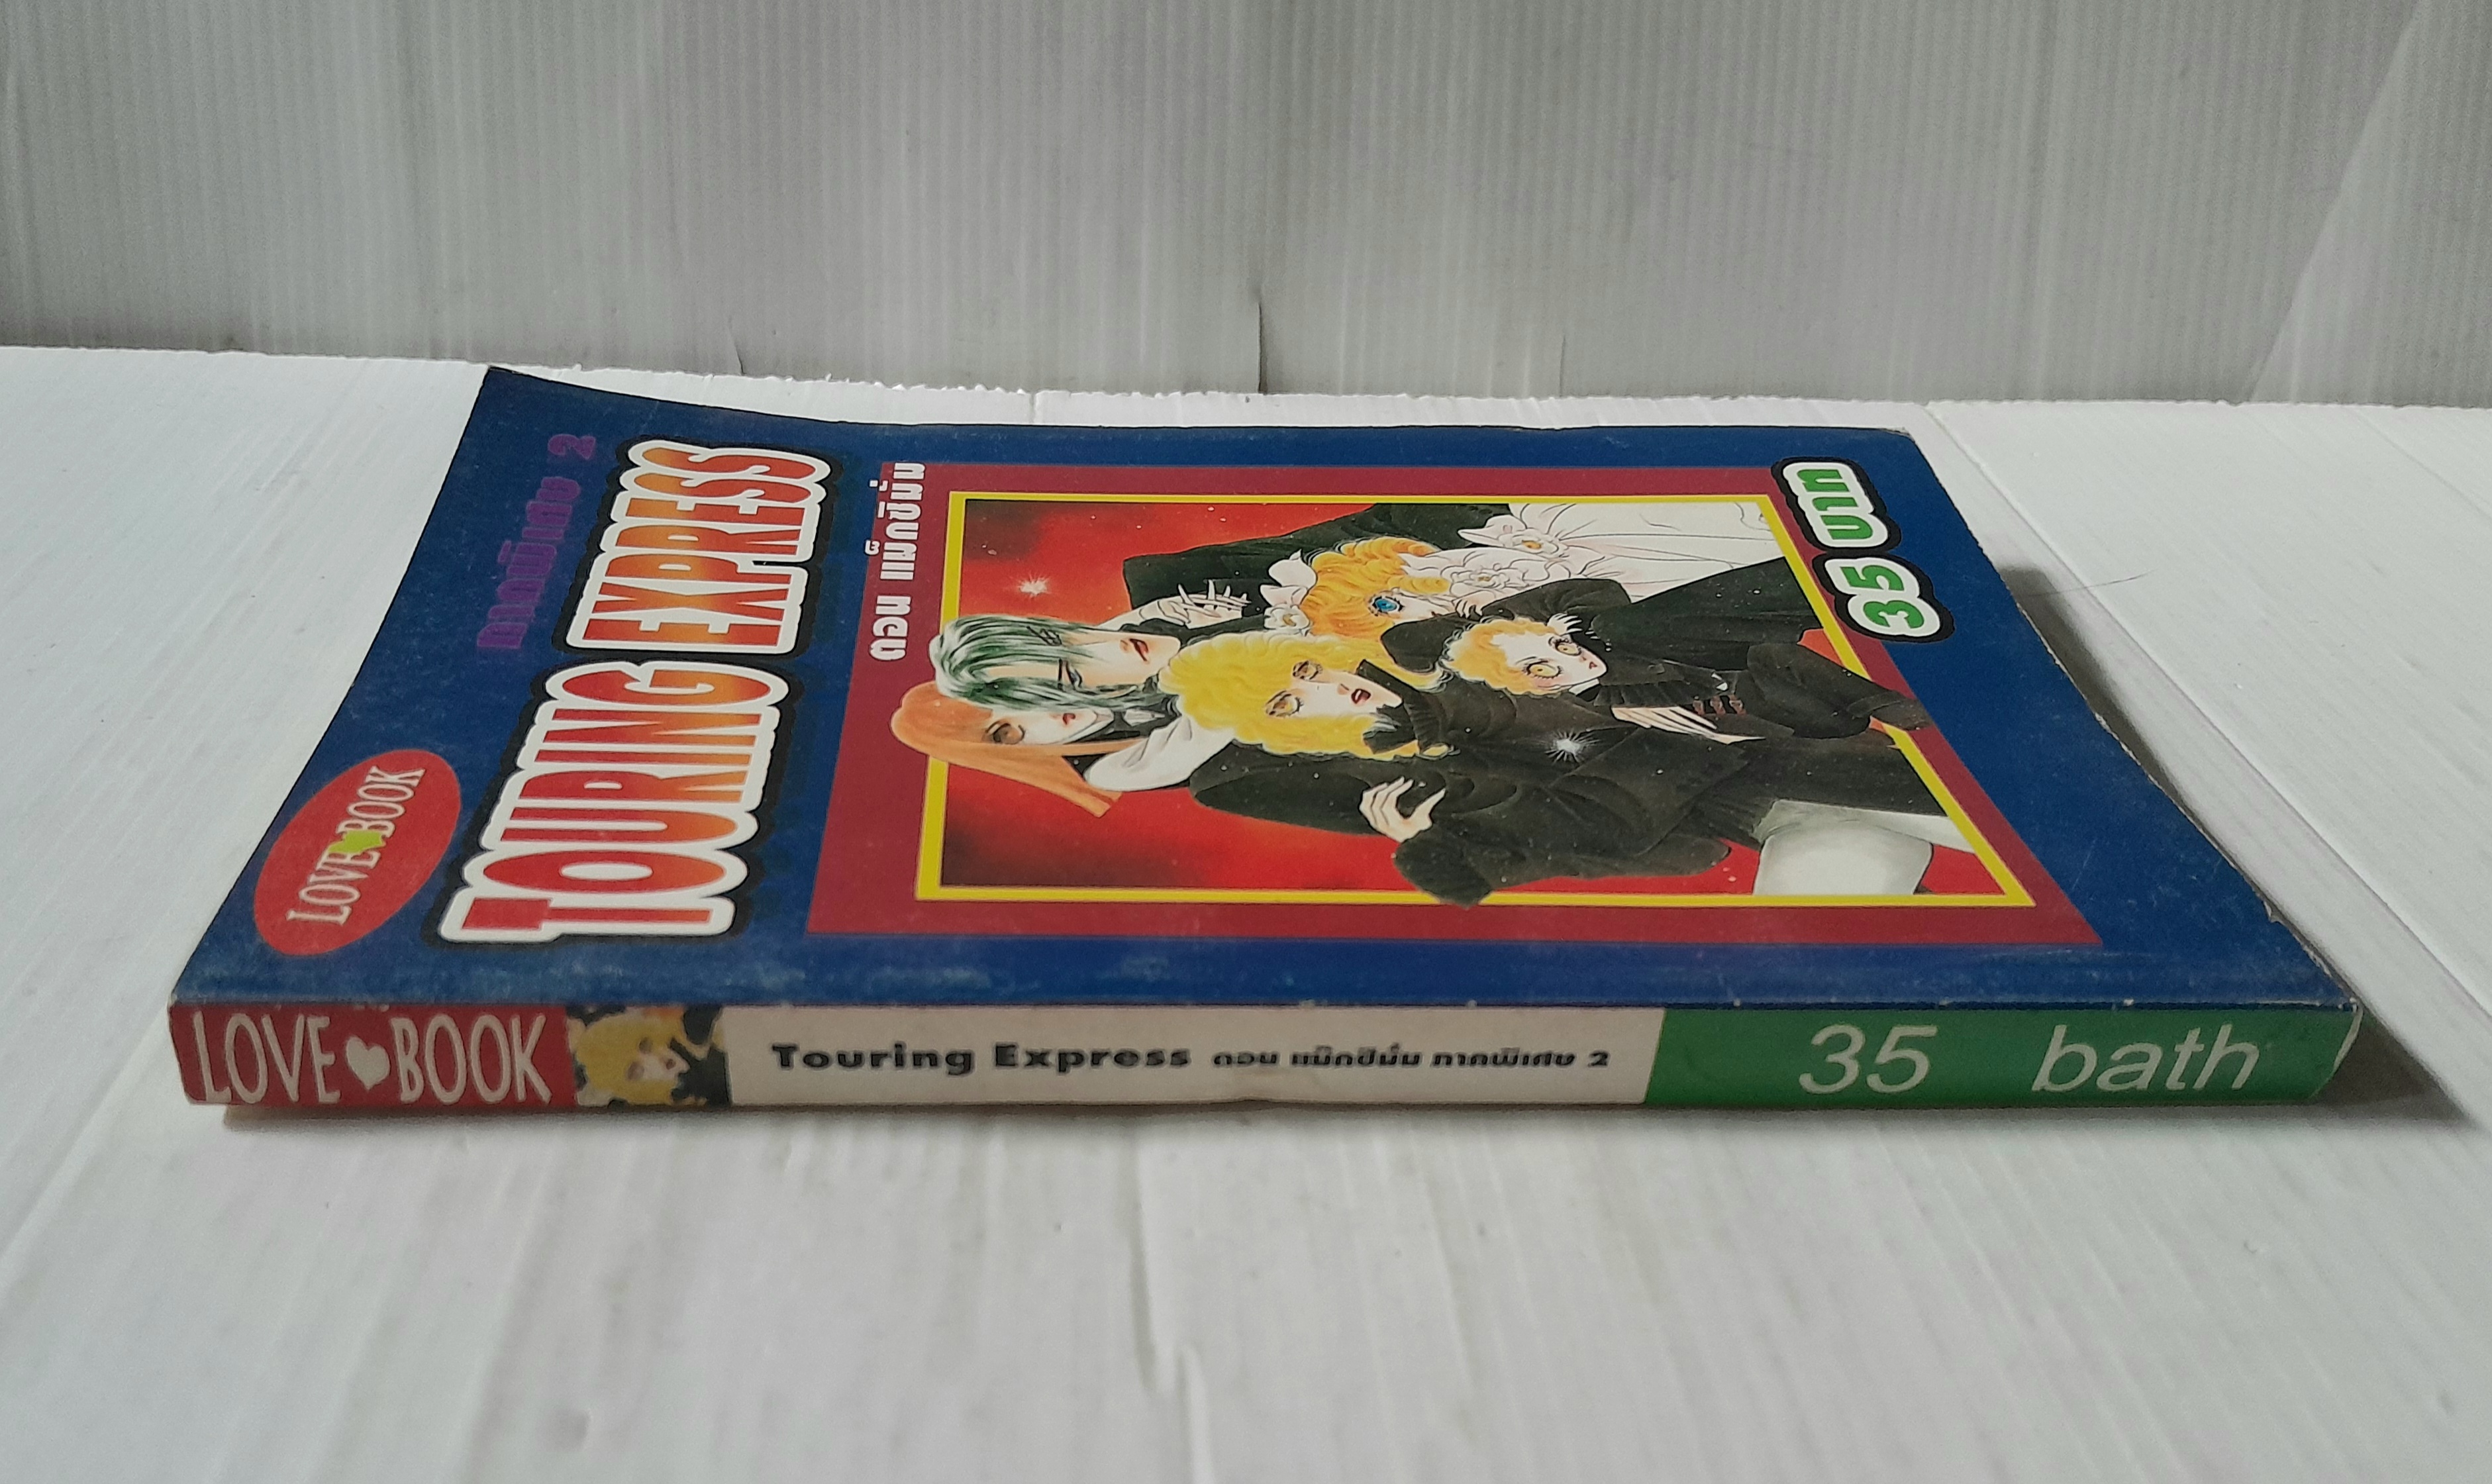 LOVE BOOK
ภาคพิเศษ 2
TOURING EXPRESS
ตอน แม็กซิมั่ม
35 บาท
LOVE BOOK
Touring Express ตอน แม็กซิมั่ม ภาคพิเศษ 2
35 bath